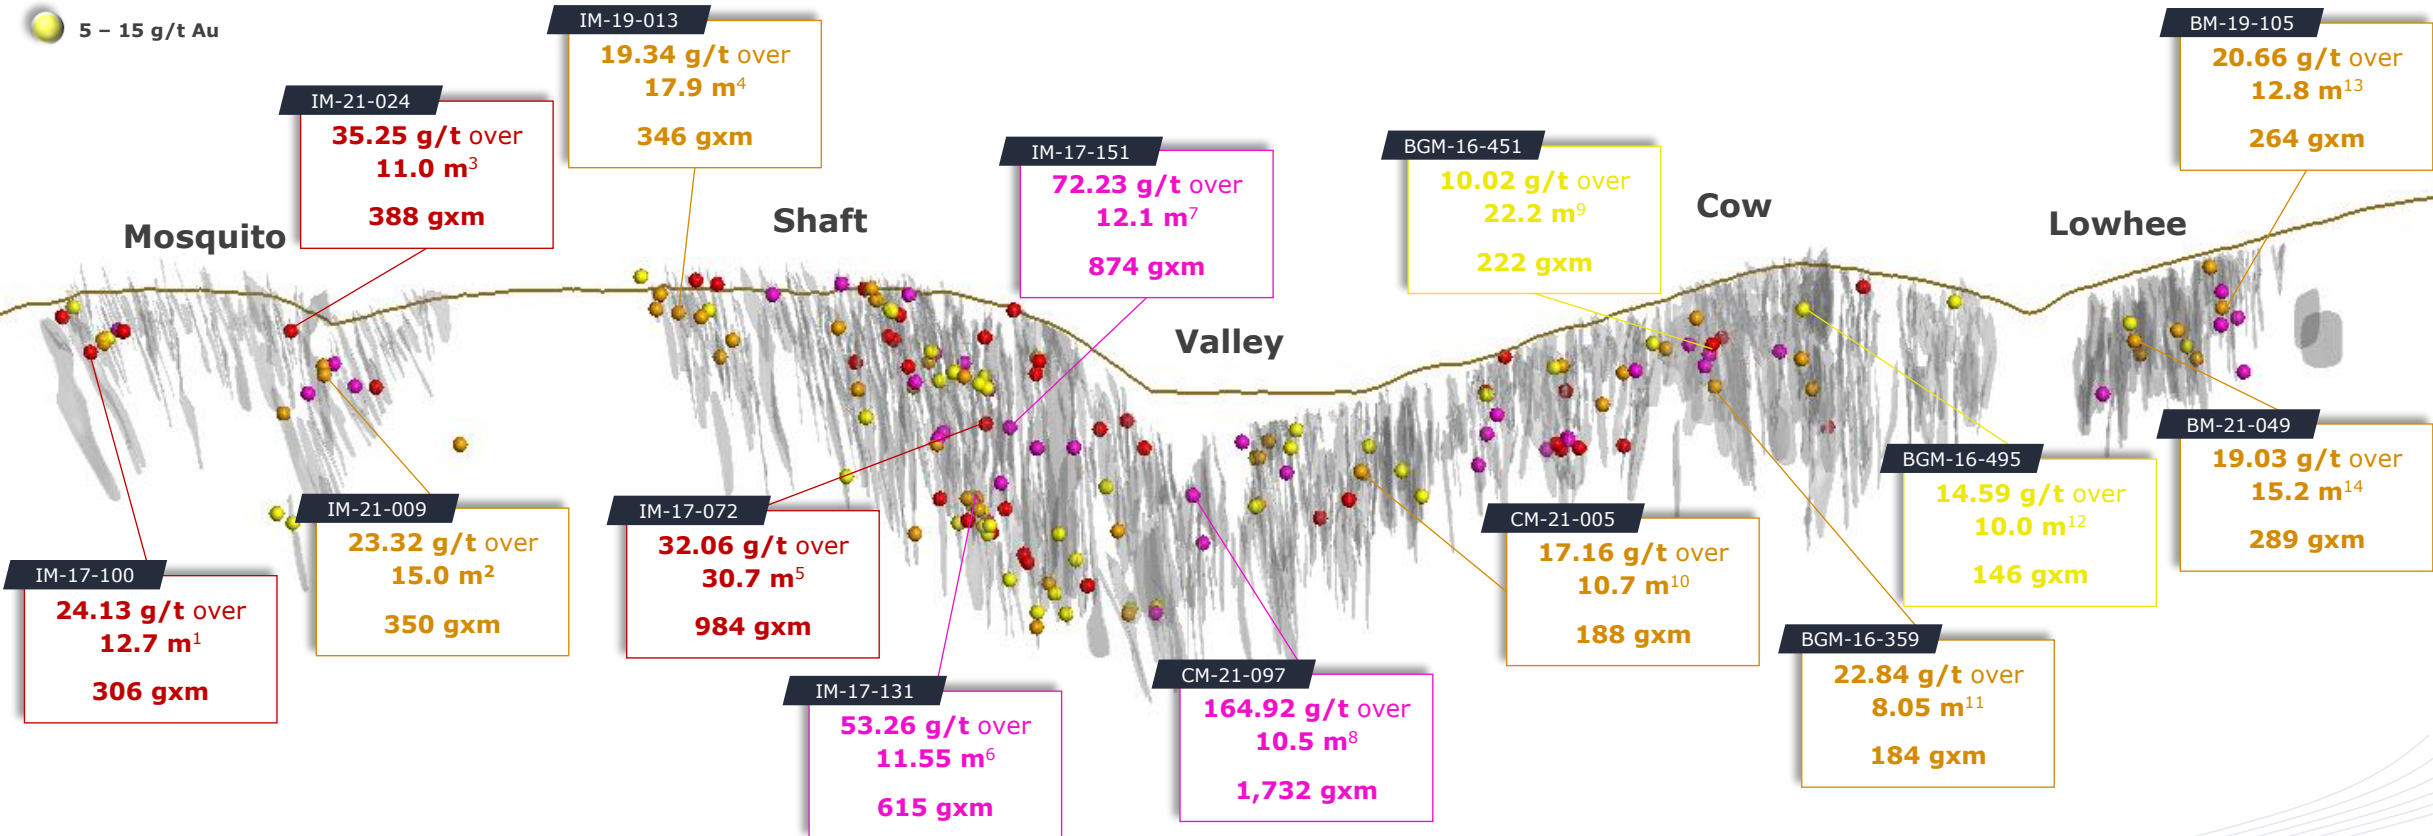 5 – 15 g/t Au
IM-19-013
19.34 g/t over
17.9 m4
346 gxm
BM-19-105
20.66 g/t over
12.8 m13
264 gxm
IM-21-024
35.25 g/t over
11.0 m3
388 gxm
IM-17-151
72.23 g/t over
12.1 m7
874 gxm
BGM-16-451
10.02 g/t over
22.2 m9
222 gxm
Mosquito
Shaft
Valley
Cow
Lowhee
IM-17-100
24.13 g/t over
12.7 m1
306 gxm
IM-21-009
23.32 g/t over
15.0 m2
350 gxm
IM-17-072
32.06 g/t over
30.7 m5
984 gxm
IM-17-131
53.26 g/t over
11.55 m6
615 gxm
CM-21-097
164.92 g/t over
10.5 m8
1,732 gxm
CM-21-005
17.16 g/t over
10.7 m10
188 gxm
BGM-16-359
22.84 g/t over
8.05 m11
184 gxm
BGM-16-495
14.59 g/t over
10.0 m12
146 gxm
BM-21-049
19.03 g/t over
15.2 m14
289 gxm